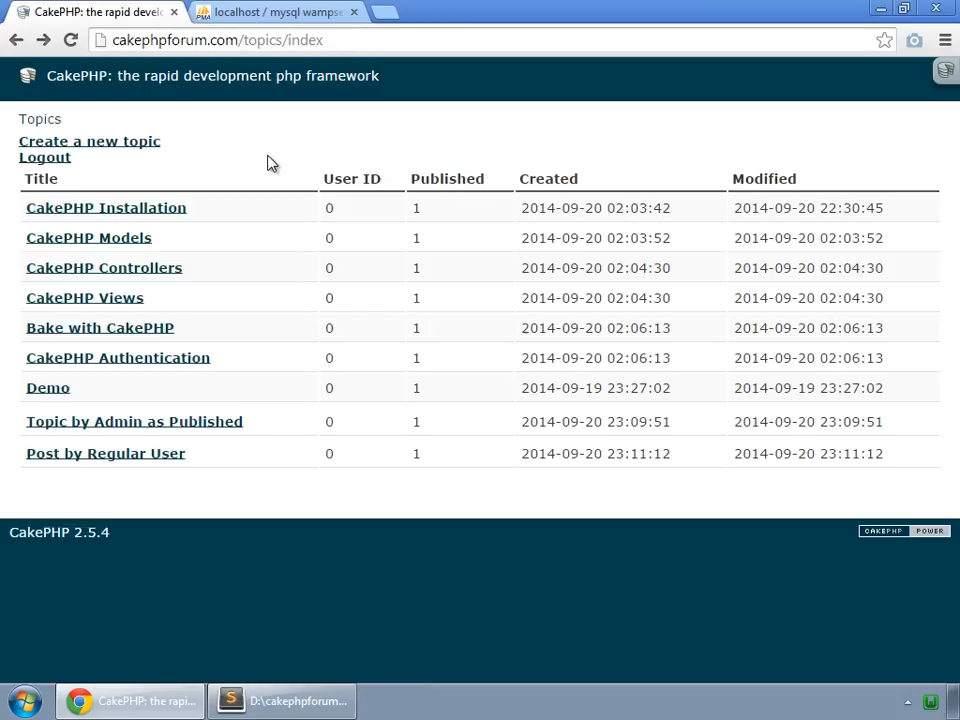 CakePHP: the rapid devel
localhost / mysql wampse
cakephpforum.com/topics/index
CakePHP: the rapid development php framework
Topics
Create a new topic
Logout
Title User ID Published Created Modified
CakePHP Installation 0 1 2014-09-20 02:03:42 2014-09-20 22:30:45
CakePHP Models 0 1 2014-09-20 02:03:52 2014-09-20 02:03:52
CakePHP Controllers 0 1 2014-09-20 02:04:30 2014-09-20 02:04:30
CakePHP Views 0 1 2014-09-20 02:04:30 2014-09-20 02:04:30
Bake with CakePHP 0 1 2014-09-20 02:06:13 2014-09-20 02:06:13
CakePHP Authentication 0 1 2014-09-20 02:06:13 2014-09-20 02:06:13
Demo 0 1 2014-09-19 23:27:02 2014-09-19 23:27:02
Topic by Admin as Published 0 1 2014-09-20 23:09:51 2014-09-20 23:09:51
Post by Regular User 0 1 2014-09-20 23:11:12 2014-09-20 23:11:12
CakePHP 2.5.4
CAKEPHP POWER
CakePHP: the rapi...
D:\cakephpforum...